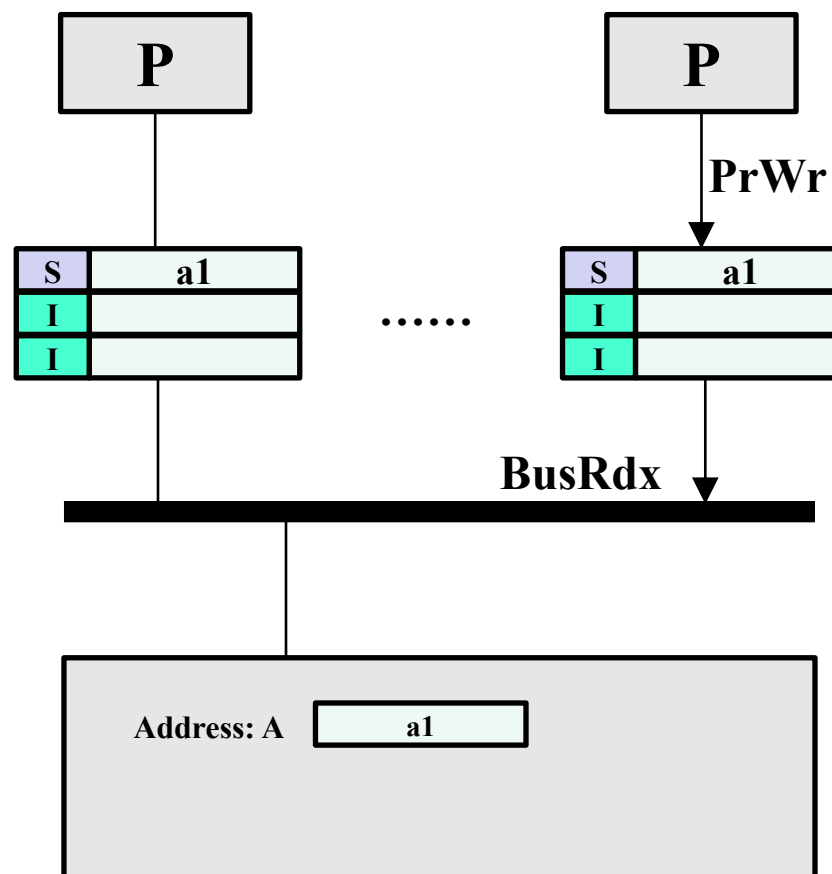 P
P
PrWr
S a1
I
I
......
S a1
I
I
BusRdx
Address: A a1